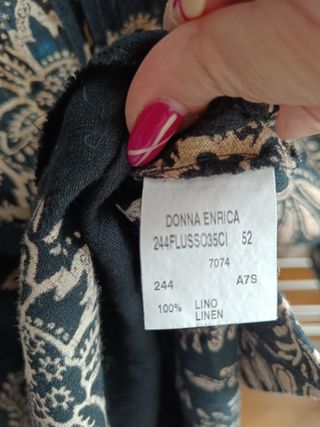 DONNA ENRICA
244FLUSSO35CI 52
7074
244 A7S
100% LINO
LINEN